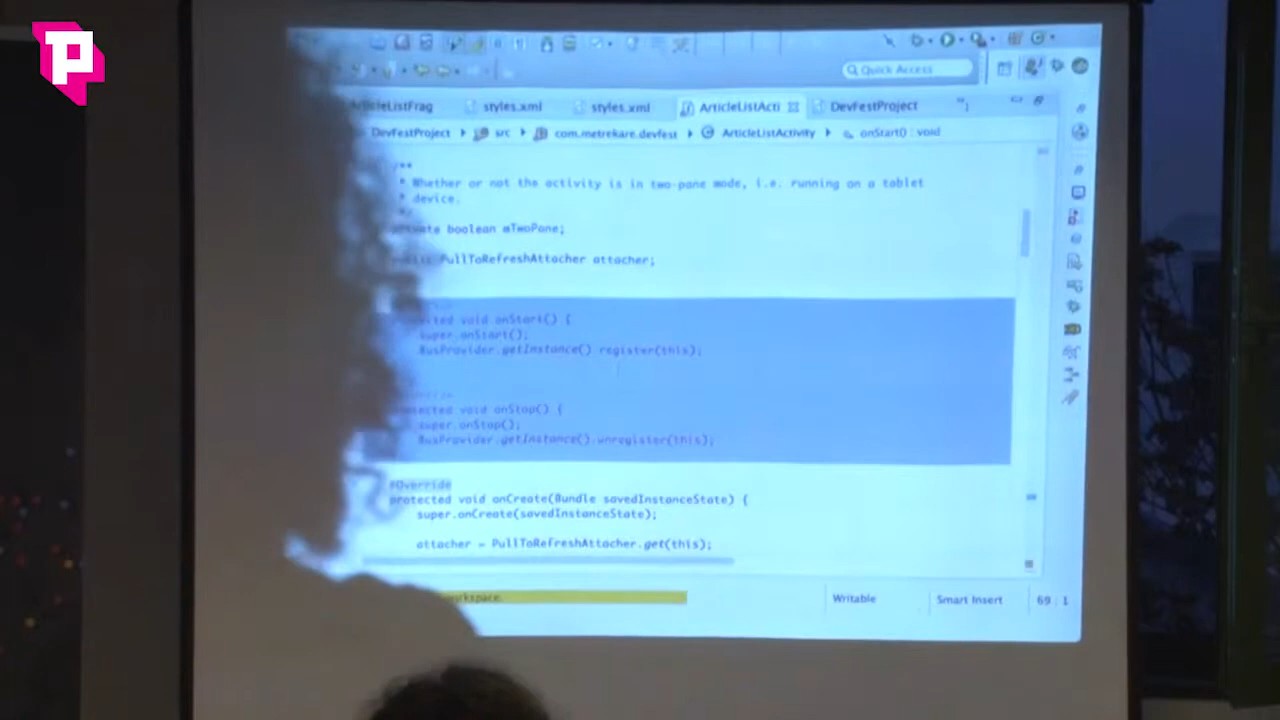 P
Quick Access
ArticleListFrag styles.xml styles.xml ArticleListActi DevFestProject
DevFestProject src com.metrekare.devfest ArticleListActivity onStart() : void
/**
* Whether or not the activity is in two-pane mode, i.e. running on a tablet
* device.
*/
boolean mTwoPane;
PullToRefreshAttacher attacher;
void onStart() {
super.onStart();
BusProvider.getInstance().register(this);
void onStop() {
super.onStop();
BusProvider.getInstance().unregister(this);
@Override
protected void onCreate(Bundle savedInstanceState) {
super.onCreate(savedInstanceState);
attacher = PullToRefreshAttacher.get(this);
workspace
Writable Smart Insert 69 : 1